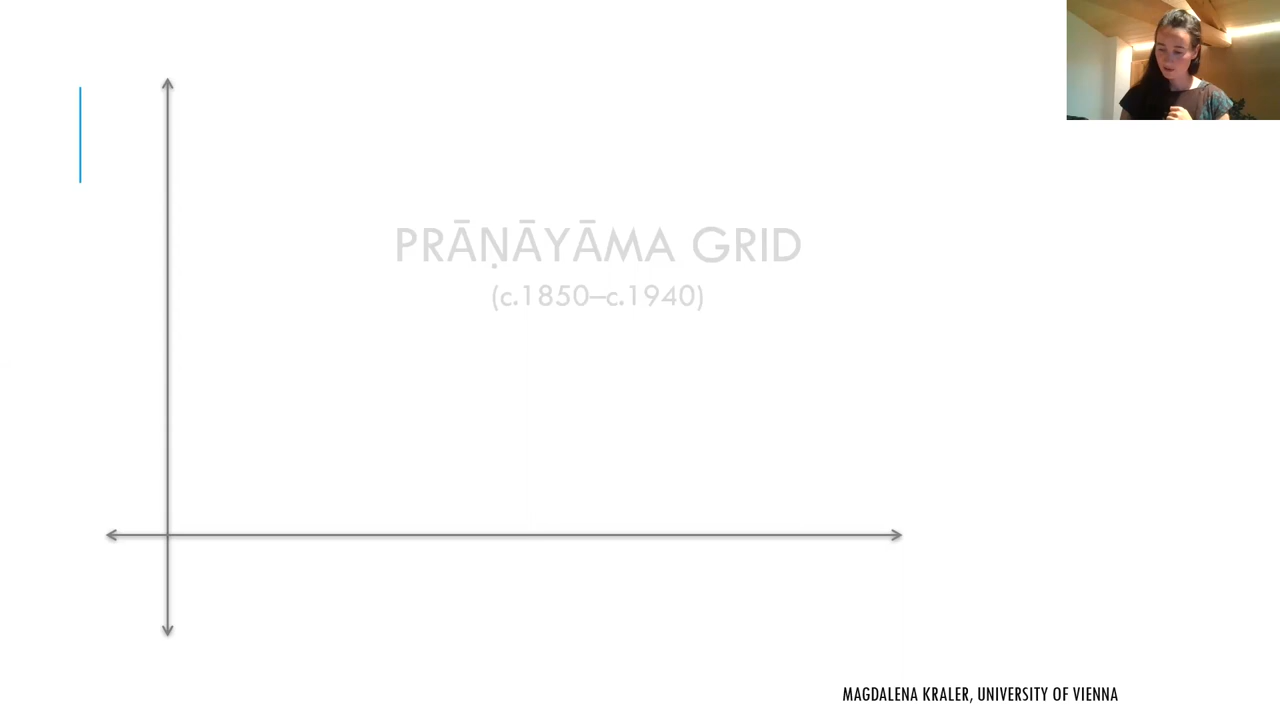 PRĀṆĀYĀMA GRID
(c.1850–c.1940)
MAGDALENA KRALER, UNIVERSITY OF VIENNA